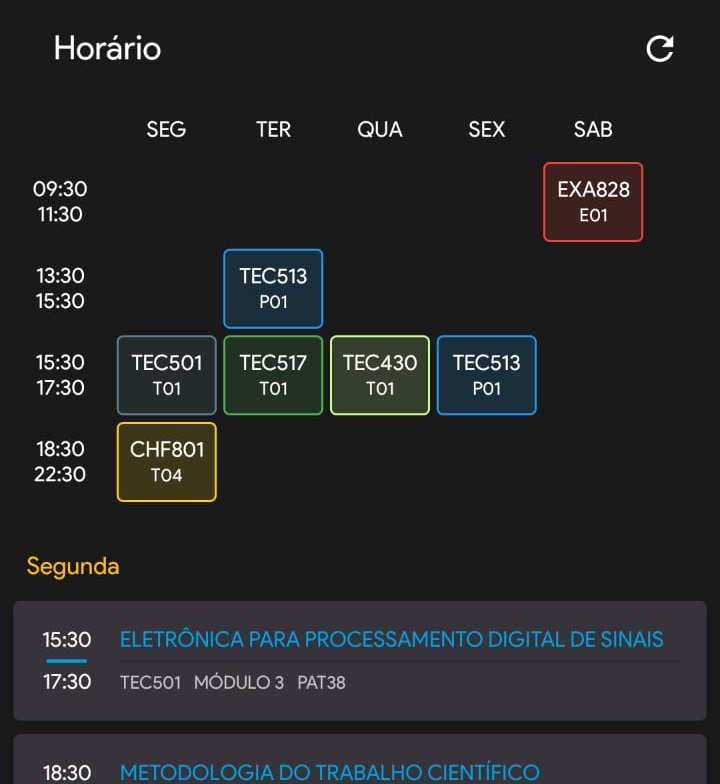 Horário
SEG TER QUA SEX SAB
09:30 EXA828
11:30 E01
13:30 TEC513
15:30 P01
15:30 TEC501 TEC517 TEC430 TEC513
17:30 T01 T01 T01 P01
18:30 CHF801
22:30 T04
Segunda
15:30 ELETRÔNICA PARA PROCESSAMENTO DIGITAL DE SINAIS
17:30 TEC501 MÓDULO 3 PAT38
18:30 METODOLOGIA DO TRABALHO CIENTÍFICO